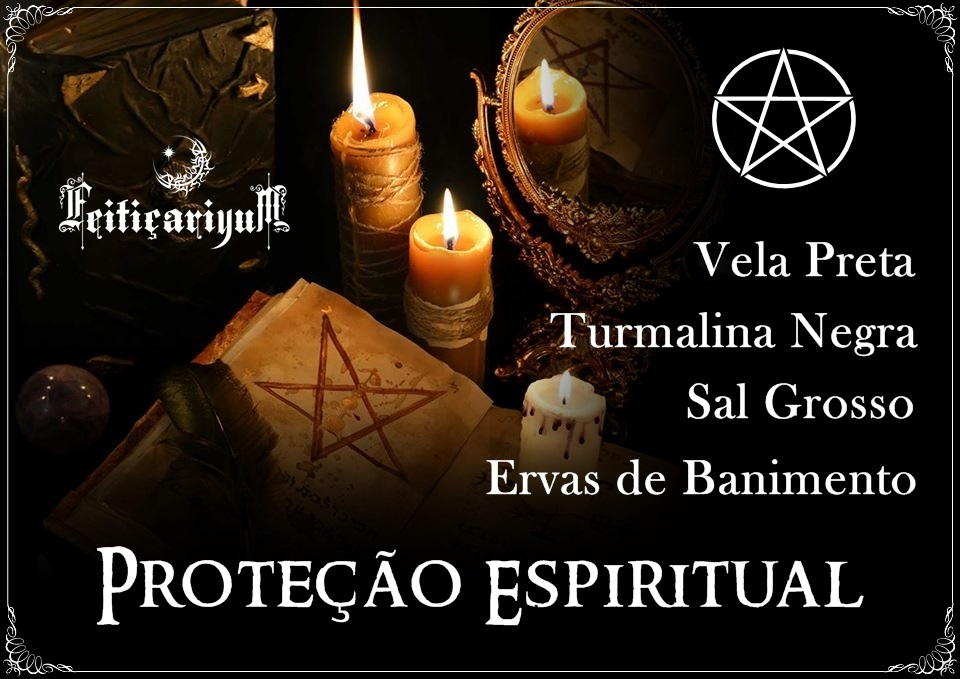 Feitiçariyum
Vela Preta
Turmalina Negra
Sal Grosso
Ervas de Banimento
Proteção Espiritual